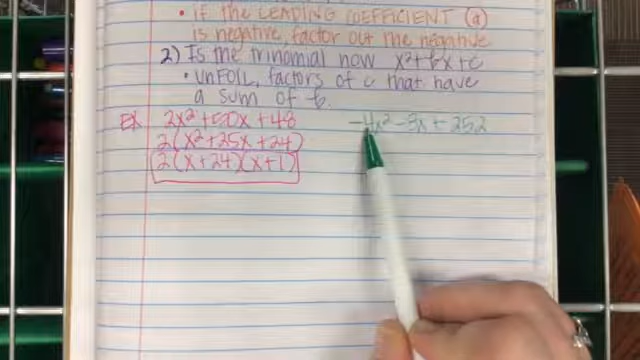 • if the LEADING COEFFICIENT (a)
is negative factor out the negative
2) Is the trinomial now x²+bx+c
• unFOIL, factors of c that have
a sum of b.
Ex 2x²+50x+48
2(x²+25x+24)
2(x+24)(x+1)
-4x² - 8x + 252